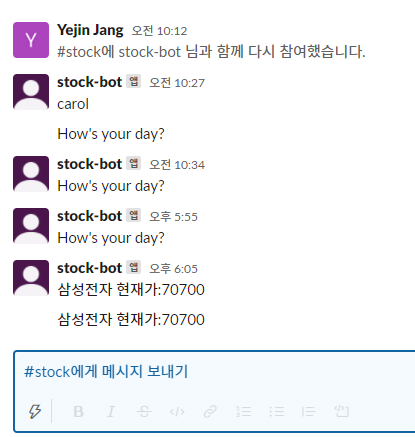 Yejin Jang 오전 10:12
#stock에 stock-bot 님과 함께 다시 참여했습니다.
stock-bot 앱 오전 10:27
carol
How's your day?
stock-bot 앱 오전 10:34
How's your day?
stock-bot 앱 오후 5:55
How's your day?
stock-bot 앱 오후 6:05
삼성전자 현재가:70700
삼성전자 현재가:70700
#stock에게 메시지 보내기